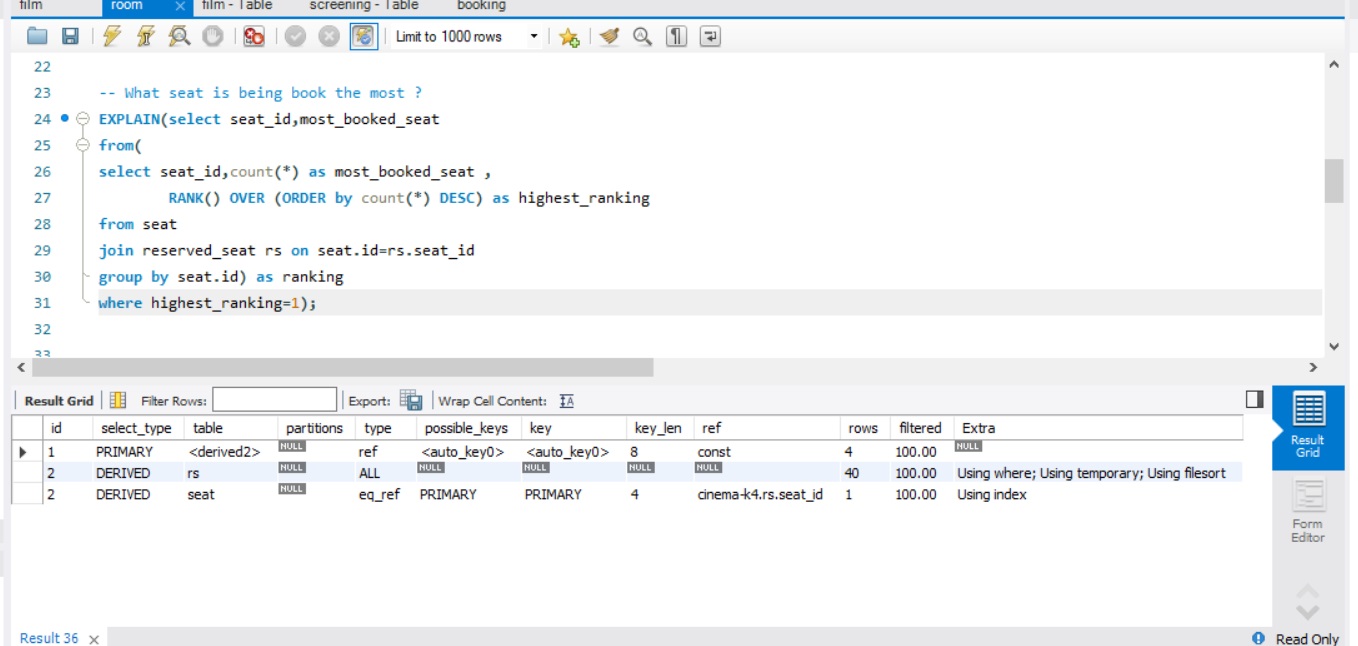 film room × film - Table screening - Table booking
Limit to 1000 rows
22
23 -- What seat is being book the most ?
24 EXPLAIN(select seat_id,most_booked_seat
25 from(
26 select seat_id,count(*) as most_booked_seat ,
27 RANK() OVER (ORDER by count(*) DESC) as highest_ranking
28 from seat
29 join reserved_seat rs on seat.id=rs.seat_id
30 group by seat.id) as ranking
31 where highest_ranking=1);
32
33
Result Grid Filter Rows: Export: Wrap Cell Content: IA
id select_type table partitions type possible_keys key key_len ref rows filtered Extra
1 PRIMARY <derived2> NULL ref <auto_key0> <auto_key0> 8 const 4 100.00 NULL
2 DERIVED rs NULL ALL NULL NULL NULL NULL 40 100.00 Using where; Using temporary; Using filesort
2 DERIVED seat NULL eq_ref PRIMARY PRIMARY 4 cinema-k4.rs.seat_id 1 100.00 Using index
Result
Grid
Form
Editor
Result 36 × Read Only